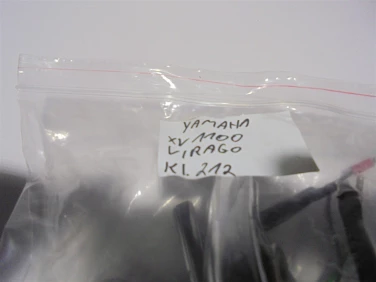 YAMAHA
XV 1100
VIRAGO
KL.212